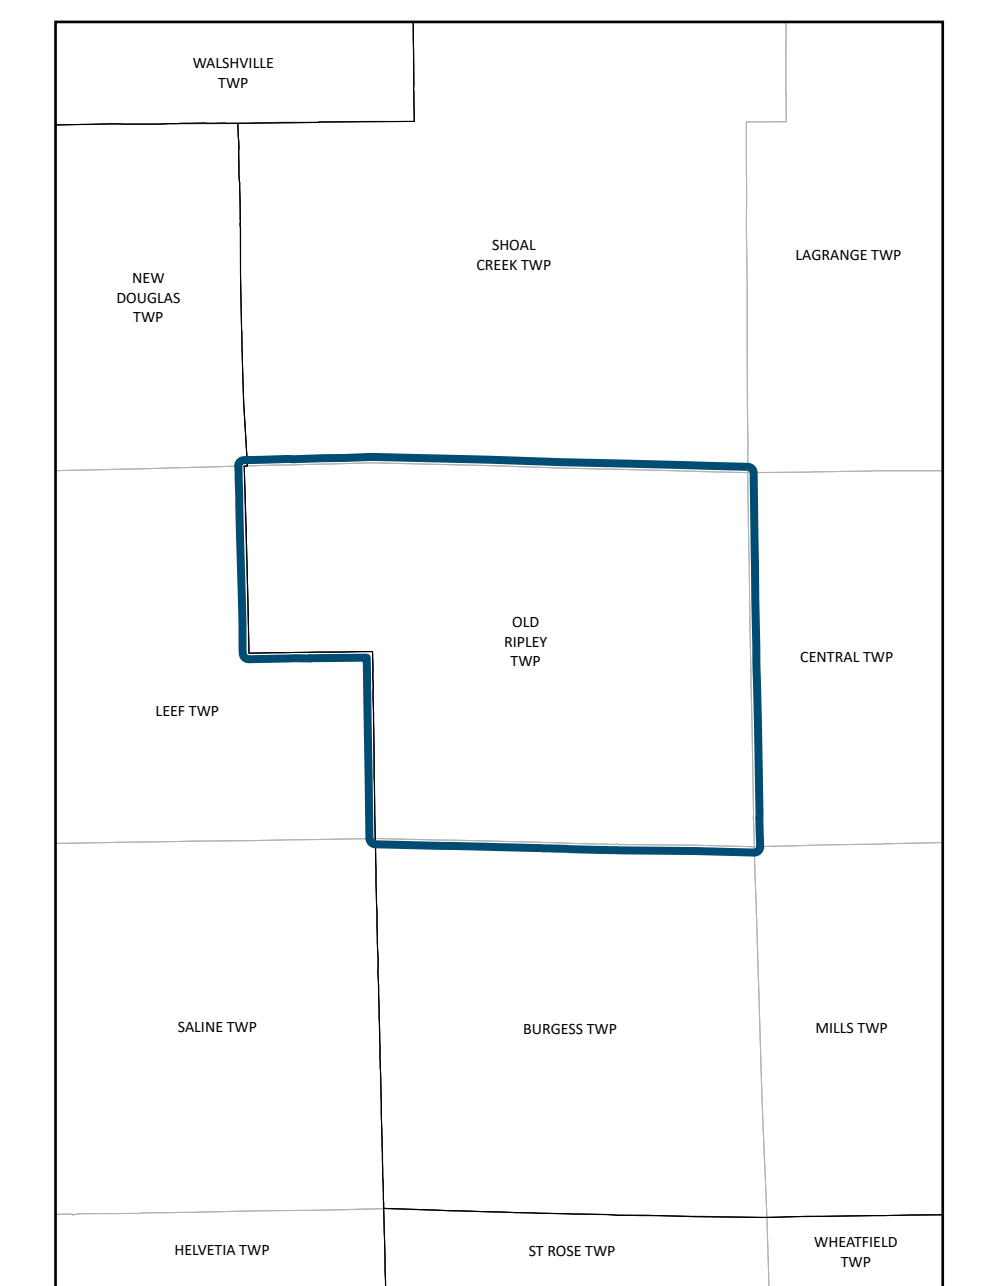 WALSHVILLE
TWP
SHOAL
CREEK TWP
LAGRANGE TWP
NEW
DOUGLAS
TWP
OLD
RIPLEY
TWP
CENTRAL TWP
LEEF TWP
SALINE TWP
BURGESS TWP
MILLS TWP
HELVETIA TWP
ST ROSE TWP
WHEATFIELD
TWP